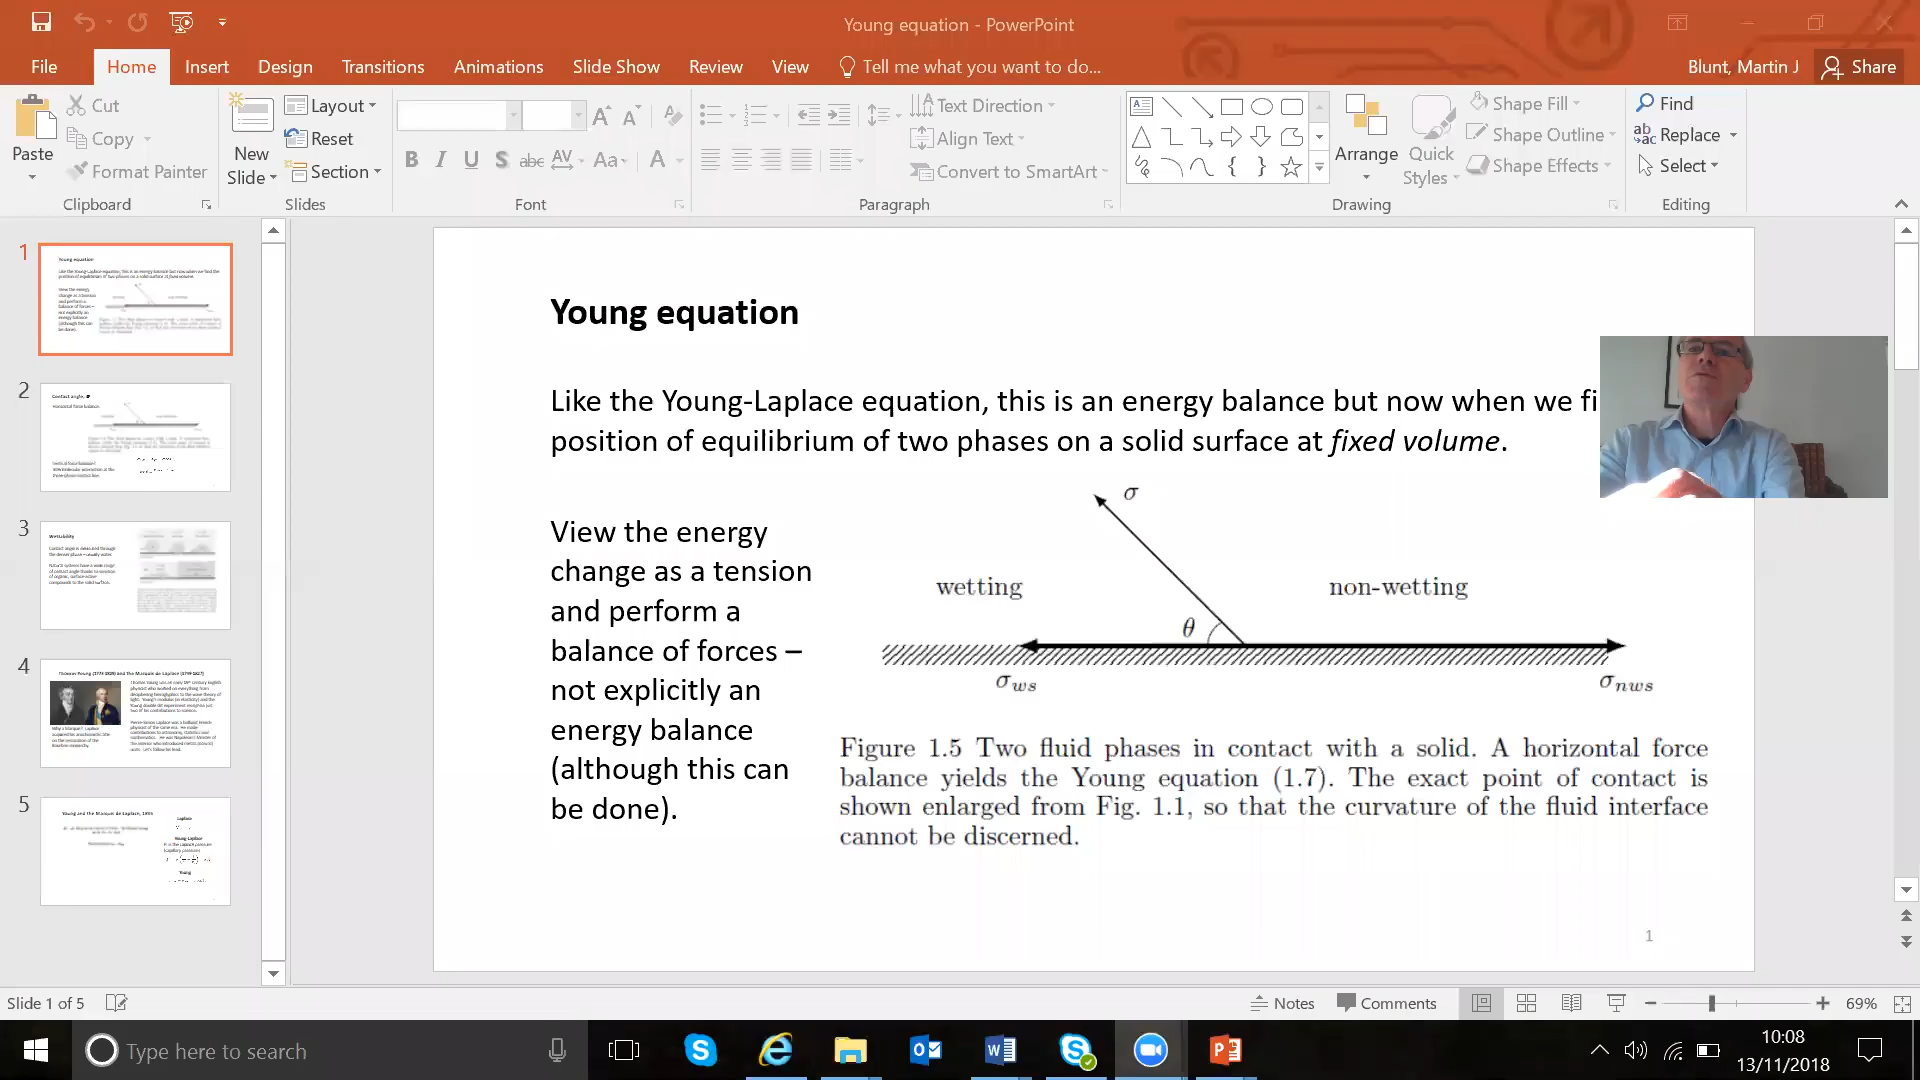 Young equation - PowerPoint
File Home Insert Design Transitions Animations Slide Show Review View Tell me what you want to do... Blunt, Martin J Share
Paste
Cut
Copy
Format Painter
Clipboard
New Slide
Layout
Reset
Section
Slides
B I U S abc AV Aa A
Font
Text Direction
Align Text
Convert to SmartArt
Paragraph
Arrange
Quick Styles
Shape Fill
Shape Outline
Shape Effects
Drawing
Find
Replace
Select
Editing
1
2
3
4
5
Young equation
Like the Young-Laplace equation, this is an energy balance but now when we fi
position of equilibrium of two phases on a solid surface at fixed volume.
View the energy
change as a tension
and perform a
balance of forces –
not explicitly an
energy balance
(although this can
be done).
σ
wetting
non-wetting
θ
σws
σnws
Figure 1.5 Two fluid phases in contact with a solid. A horizontal force
balance yields the Young equation (1.7). The exact point of contact is
shown enlarged from Fig. 1.1, so that the curvature of the fluid interface
cannot be discerned.
1
Slide 1 of 5
Notes
Comments
69%
Type here to search
10:08
13/11/2018